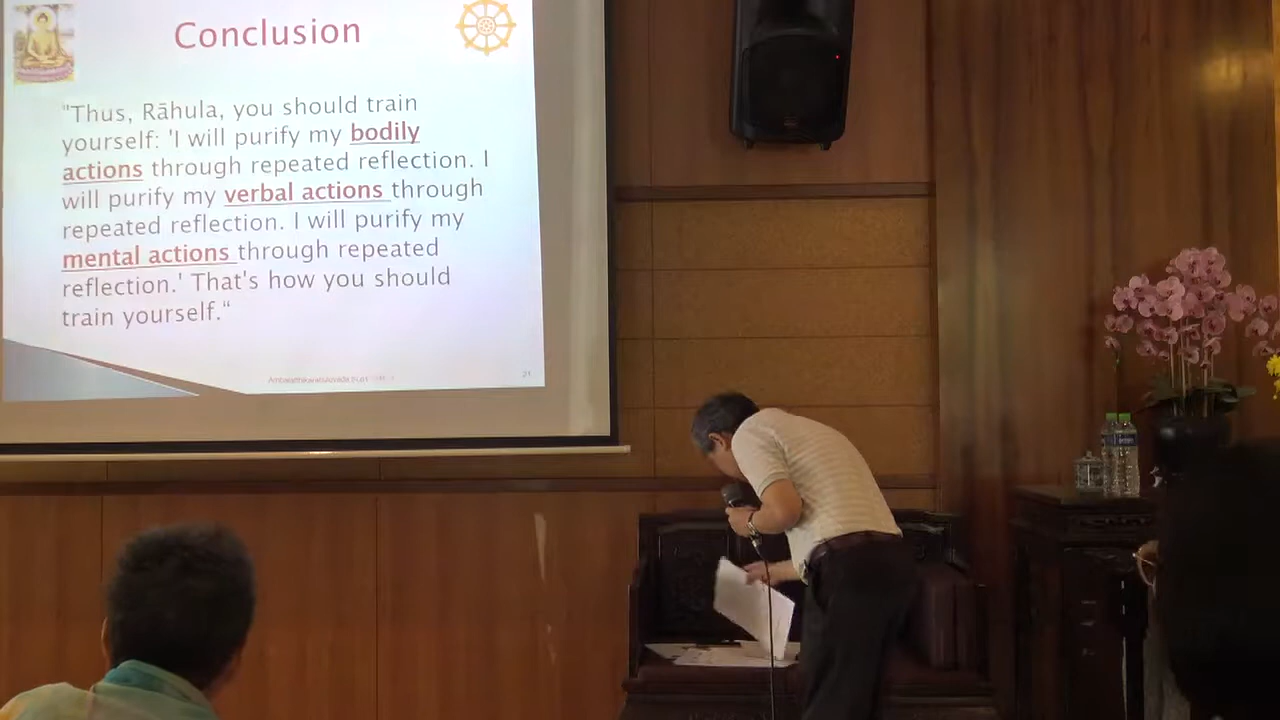 Conclusion
"Thus, Rāhula, you should train
yourself: 'I will purify my bodily
actions through repeated reflection. I
will purify my verbal actions through
repeated reflection. I will purify my
mental actions through repeated
reflection.' That's how you should
train yourself."
21